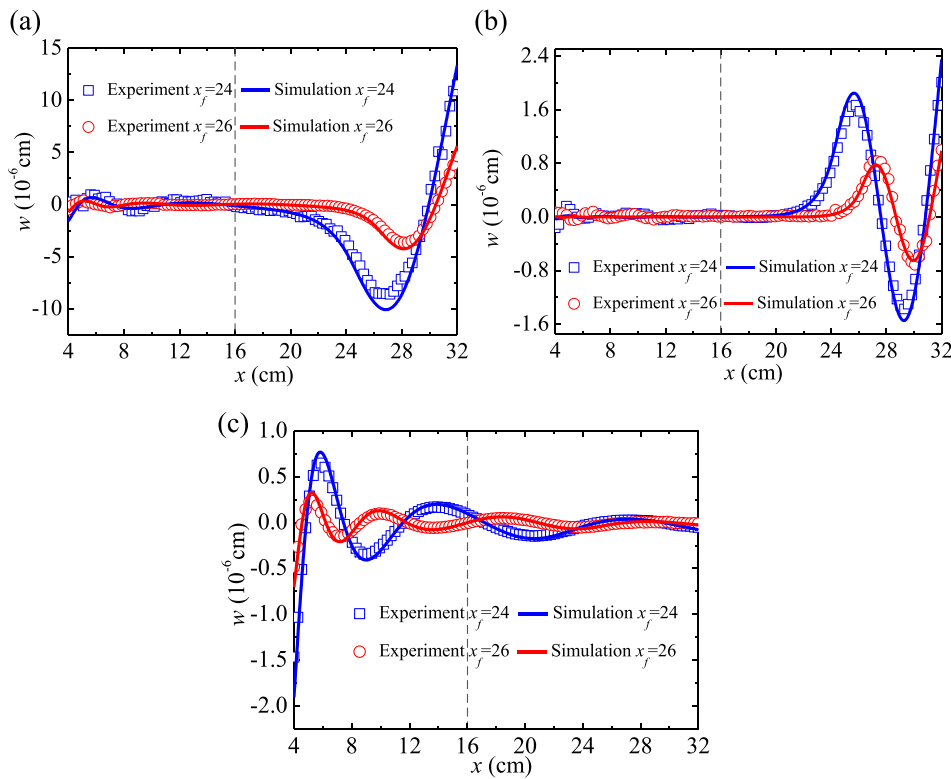 (a)
15
10
5
0
-5
-10
w (10⁻⁶cm)
Experiment x_f=24 Simulation x_f=24
Experiment x_f=26 Simulation x_f=26
4 8 12 16 20 24 28 32
x (cm)
(b)
2.4
1.6
0.8
0.0
-0.8
-1.6
w (10⁻⁶cm)
Experiment x_f=24 Simulation x_f=24
Experiment x_f=26 Simulation x_f=26
4 8 12 16 20 24 28 32
x (cm)
(c)
1.0
0.5
0.0
-0.5
-1.0
-1.5
-2.0
w (10⁻⁶cm)
Experiment x_f=24 Simulation x_f=24
Experiment x_f=26 Simulation x_f=26
4 8 12 16 20 24 28 32
x (cm)